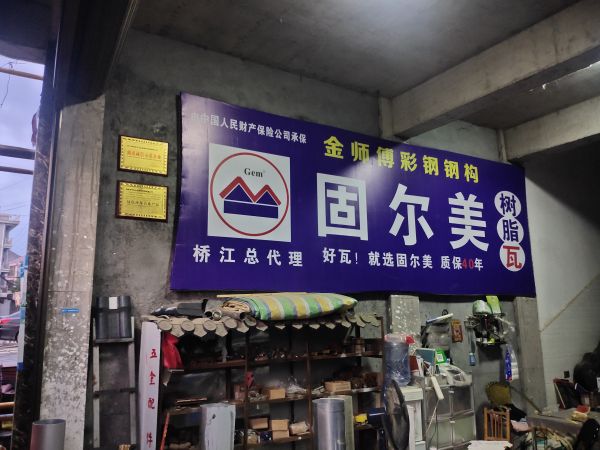 由中国人民财产保险公司承保
金师傅彩钢钢构
Gem
固尔美
树脂瓦
桥江总代理
好瓦！就选固尔美 质保40年
五金配件